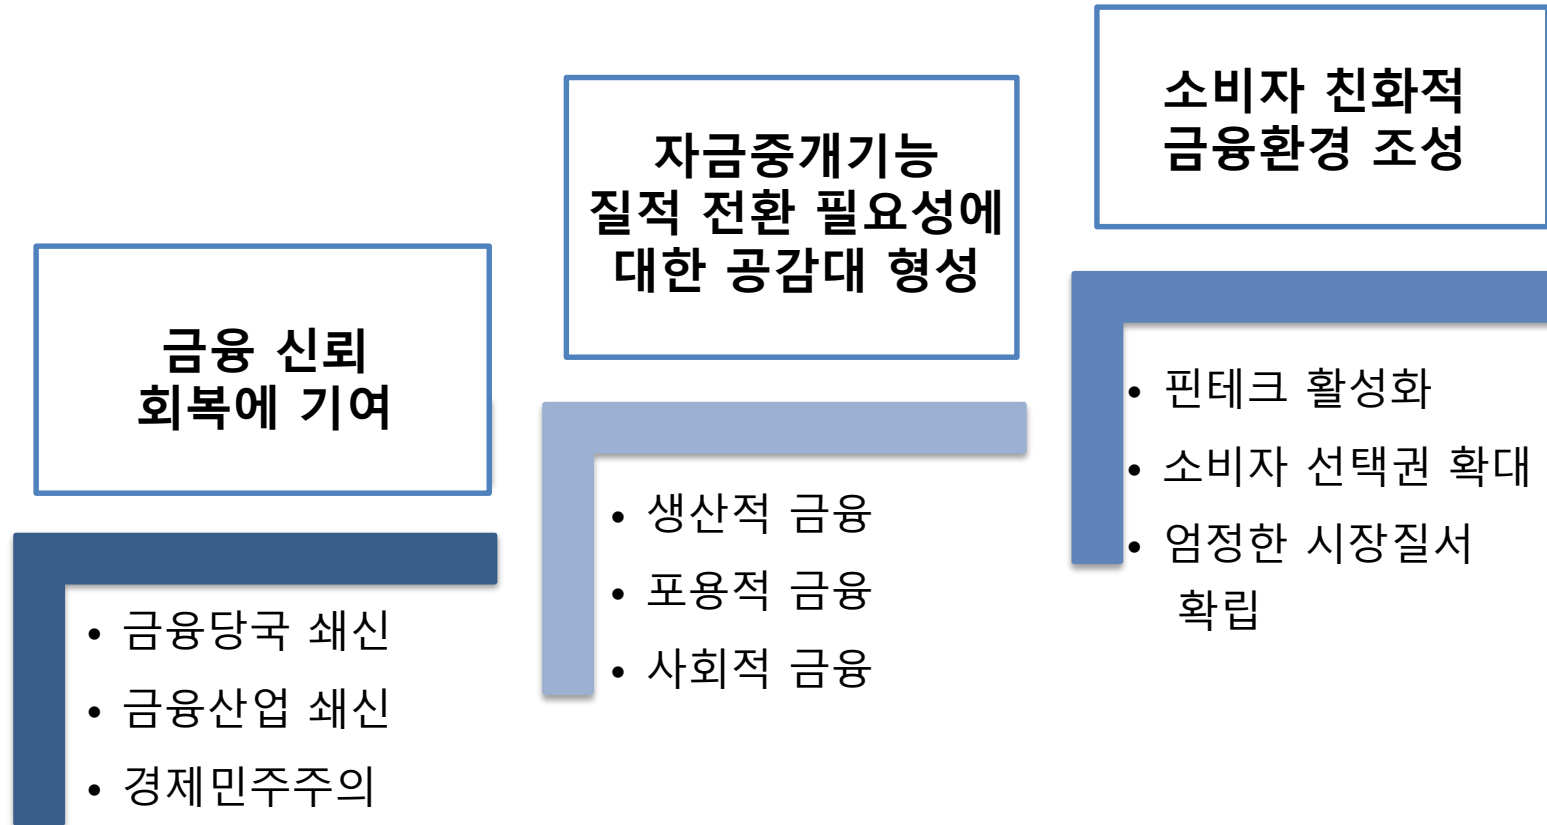 금융 신뢰
회복에 기여
• 금융당국 쇄신
• 금융산업 쇄신
• 경제민주주의
자금중개기능
질적 전환 필요성에
대한 공감대 형성
• 생산적 금융
• 포용적 금융
• 사회적 금융
소비자 친화적
금융환경 조성
• 핀테크 활성화
• 소비자 선택권 확대
• 엄정한 시장질서
확립